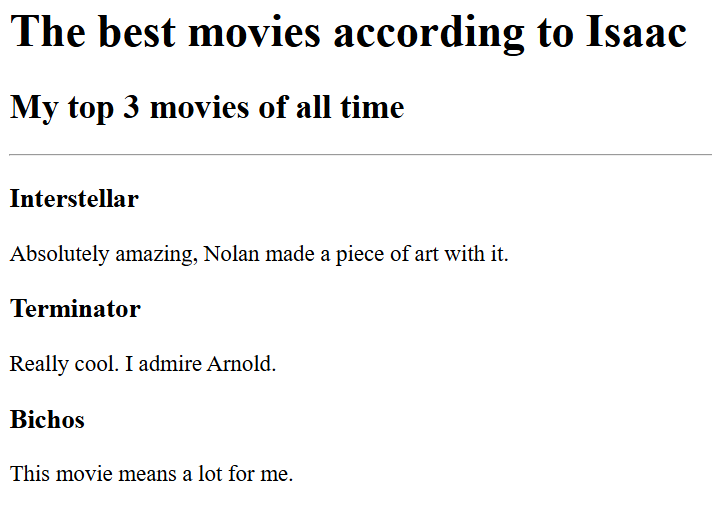 The best movies according to Isaac
My top 3 movies of all time
Interstellar
Absolutely amazing, Nolan made a piece of art with it.
Terminator
Really cool. I admire Arnold.
Bichos
This movie means a lot for me.